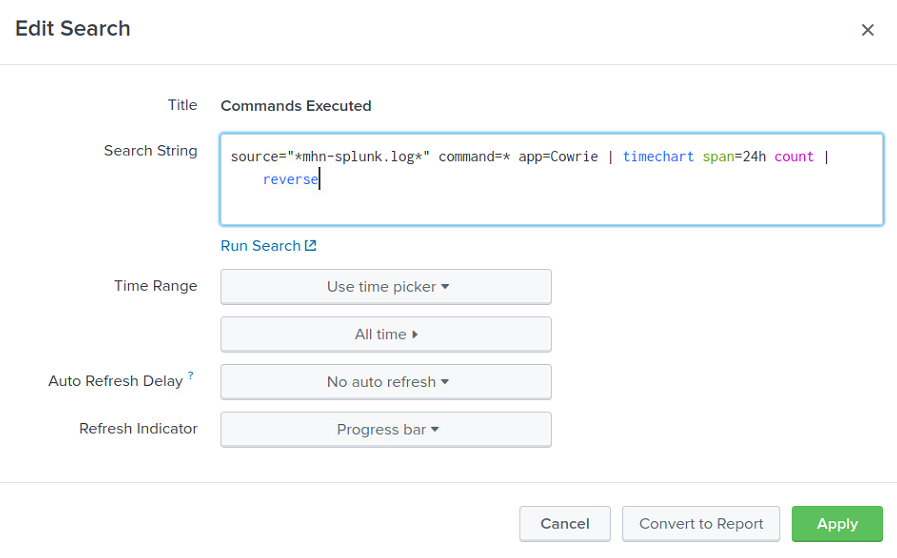 Edit Search
Title
Commands Executed
Search String
source="*mhn-splunk.log*" command=* app=Cowrie | timechart span=24h count |
reverse
Run Search
Time Range
Use time picker
All time
Auto Refresh Delay ?
No auto refresh
Refresh Indicator
Progress bar
Cancel
Convert to Report
Apply